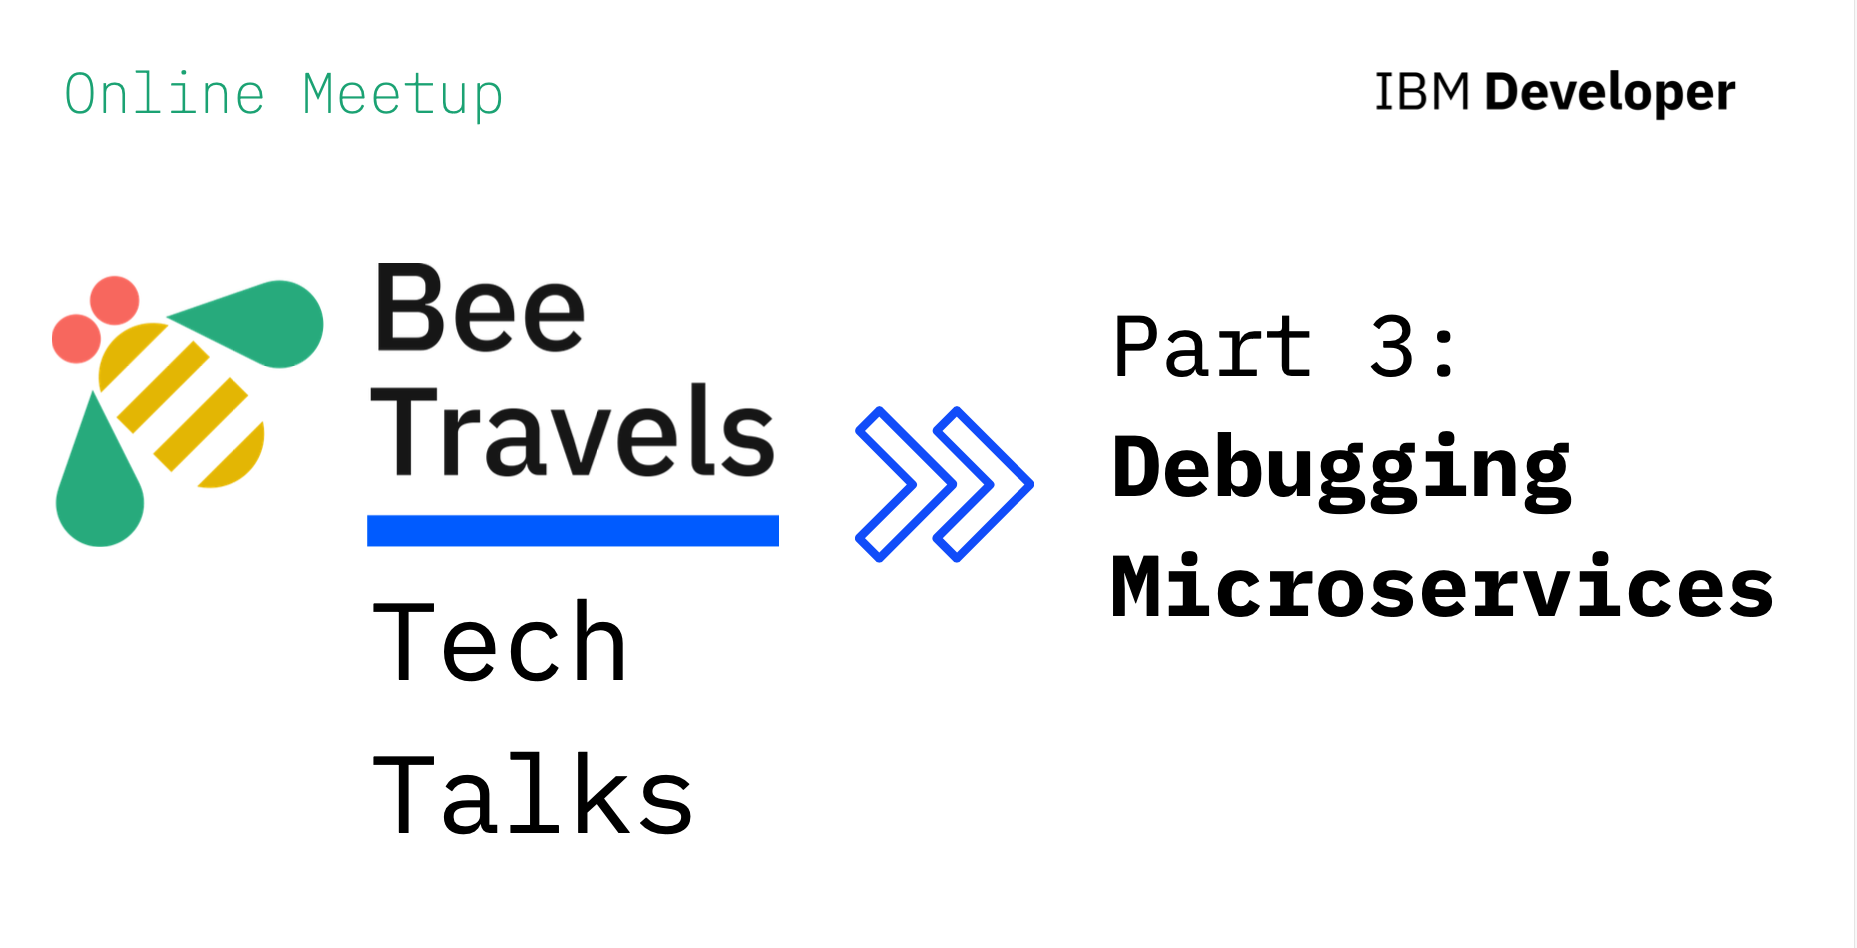 Online Meetup
IBM Developer
Bee
Travels
Tech
Talks
Part 3:
Debugging
Microservices